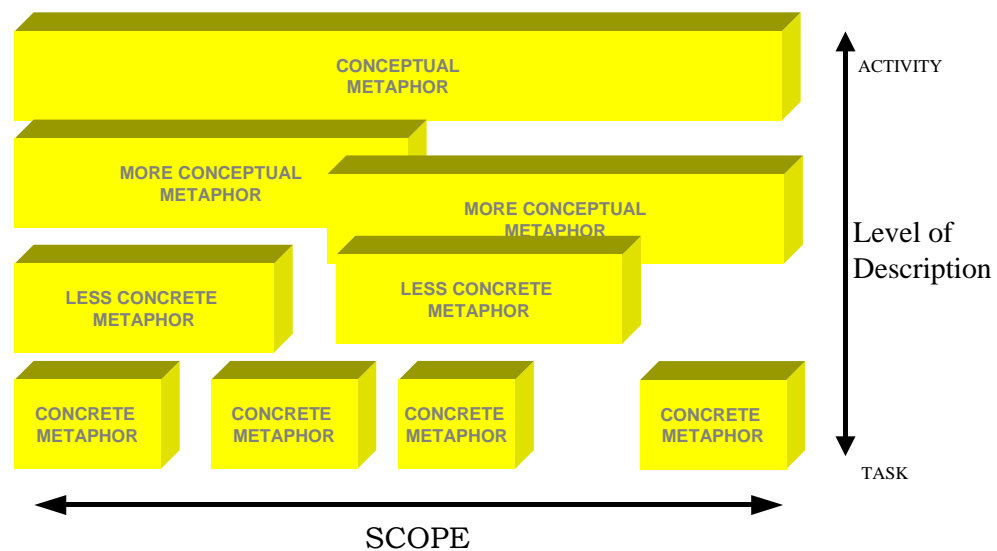 CONCEPTUAL
METAPHOR
ACTIVITY
MORE CONCEPTUAL
METAPHOR
MORE CONCEPTUAL
METAPHOR
Level of
Description
LESS CONCRETE
METAPHOR
LESS CONCRETE
METAPHOR
CONCRETE
METAPHOR
CONCRETE
METAPHOR
CONCRETE
METAPHOR
CONCRETE
METAPHOR
TASK
SCOPE